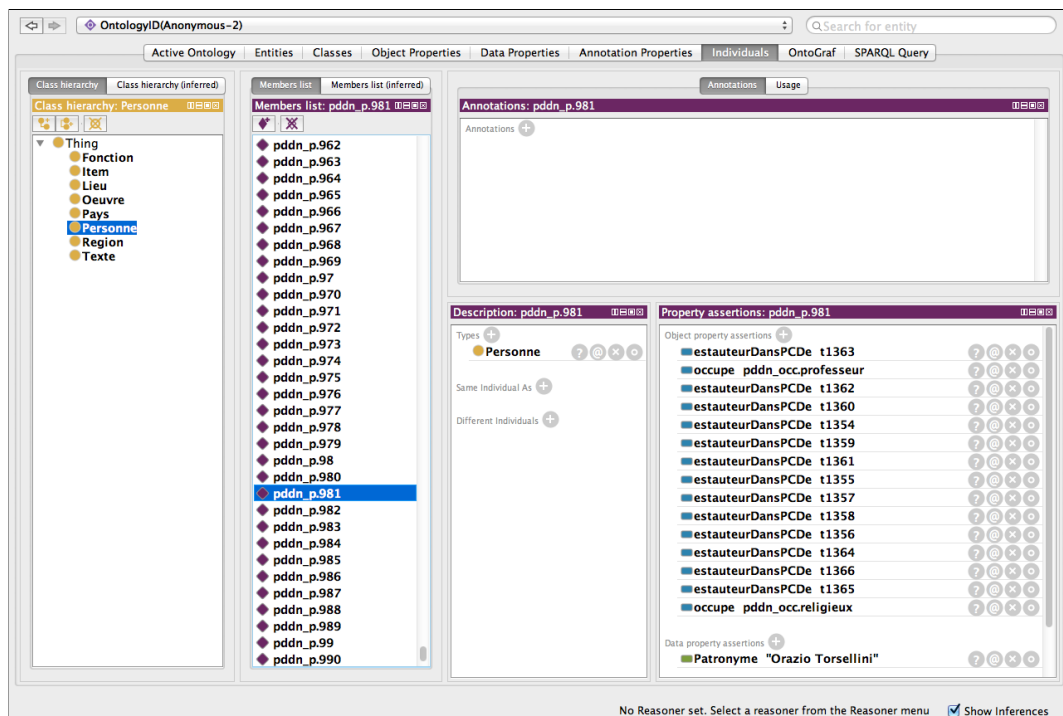 OntologyID(Anonymous-2)
Search for entity
Active Ontology Entities Classes Object Properties Data Properties Annotation Properties Individuals OntoGraf SPARQL Query
Class hierarchy Class hierarchy (inferred)
Class hierarchy: Personne
Thing
Fonction
Item
Lieu
Oeuvre
Pays
Personne
Region
Texte
Members list Members list (inferred)
Members list: pddn_p.981
pddn_p.962
pddn_p.963
pddn_p.964
pddn_p.965
pddn_p.966
pddn_p.967
pddn_p.968
pddn_p.969
pddn_p.97
pddn_p.970
pddn_p.971
pddn_p.972
pddn_p.973
pddn_p.974
pddn_p.975
pddn_p.976
pddn_p.977
pddn_p.978
pddn_p.979
pddn_p.98
pddn_p.980
pddn_p.981
pddn_p.982
pddn_p.983
pddn_p.984
pddn_p.985
pddn_p.986
pddn_p.987
pddn_p.988
pddn_p.989
pddn_p.99
pddn_p.990
Annotations Usage
Annotations: pddn_p.981
Annotations
Description: pddn_p.981
Types
Personne
Same Individual As
Different Individuals
Property assertions: pddn_p.981
Object property assertions
estauteurDansPCDe t1363
occupe pddn_occ.professeur
estauteurDansPCDe t1362
estauteurDansPCDe t1360
estauteurDansPCDe t1354
estauteurDansPCDe t1359
estauteurDansPCDe t1361
estauteurDansPCDe t1355
estauteurDansPCDe t1357
estauteurDansPCDe t1358
estauteurDansPCDe t1356
estauteurDansPCDe t1364
estauteurDansPCDe t1366
estauteurDansPCDe t1365
occupe pddn_occ.religieux
Data property assertions
Patronyme "Orazio Torsellini"
No Reasoner set. Select a reasoner from the Reasoner menu Show Inferences